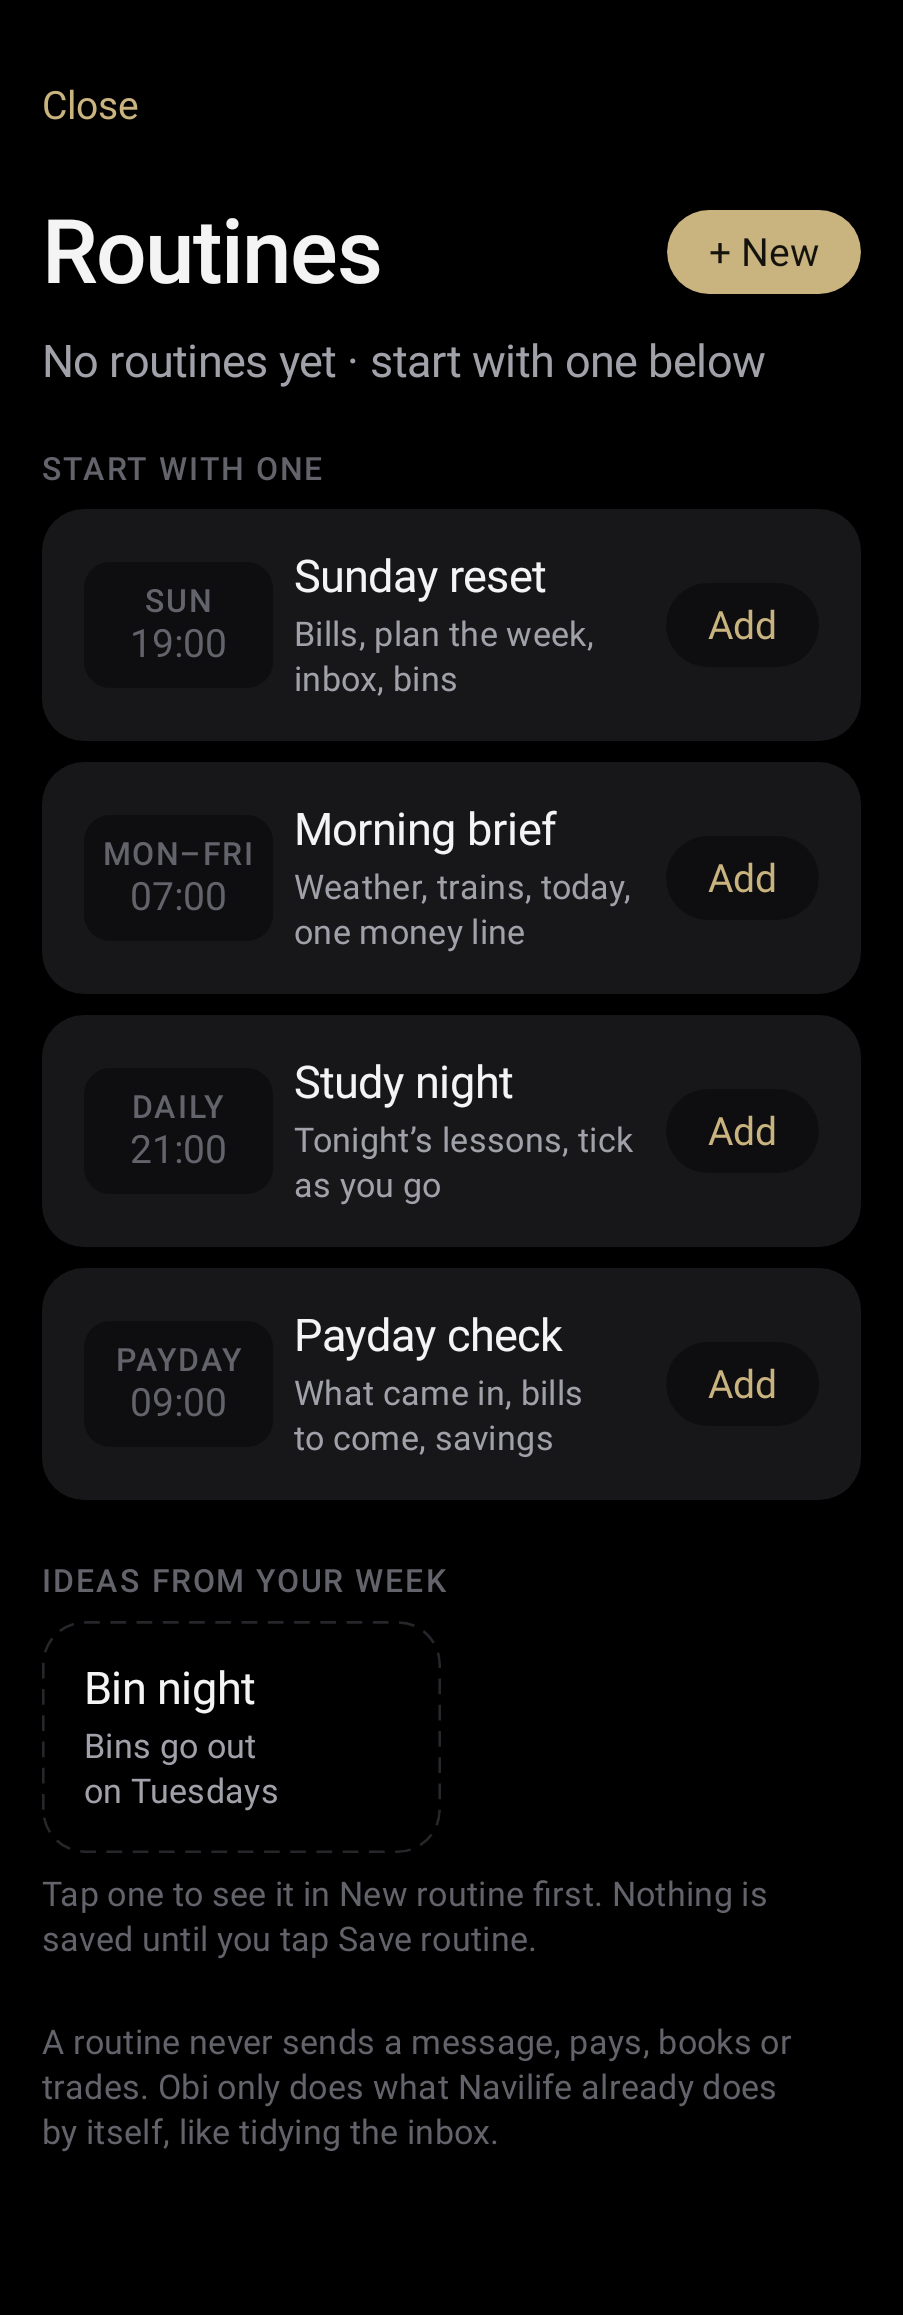 Close
Routines
+ New
No routines yet · start with one below
START WITH ONE
SUN
19:00
Sunday reset
Bills, plan the week,
inbox, bins
Add
MON–FRI
07:00
Morning brief
Weather, trains, today,
one money line
Add
DAILY
21:00
Study night
Tonight’s lessons, tick
as you go
Add
PAYDAY
09:00
Payday check
What came in, bills
to come, savings
Add
IDEAS FROM YOUR WEEK
Bin night
Bins go out
on Tuesdays
Tap one to see it in New routine first. Nothing is
saved until you tap Save routine.
A routine never sends a message, pays, books or
trades. Obi only does what Navilife already does
by itself, like tidying the inbox.